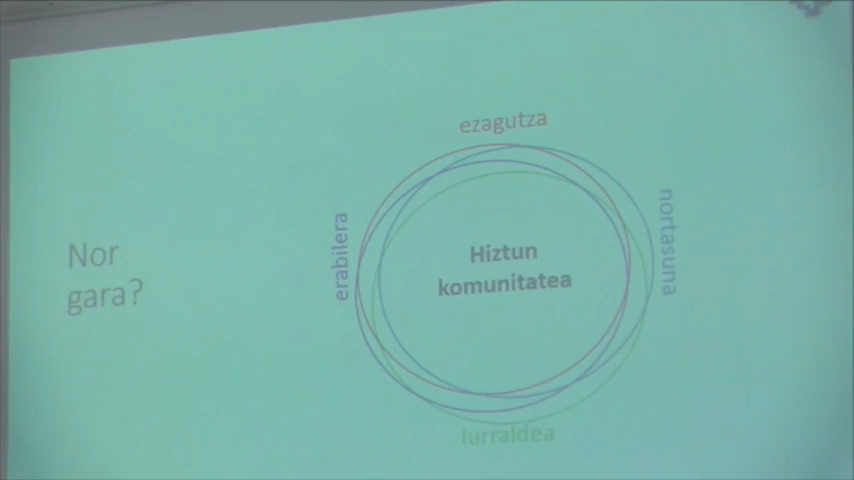 Nor
gara?
ezagutza
erabilera
Hiztun
komunitatea
nortasuna
lurraldea